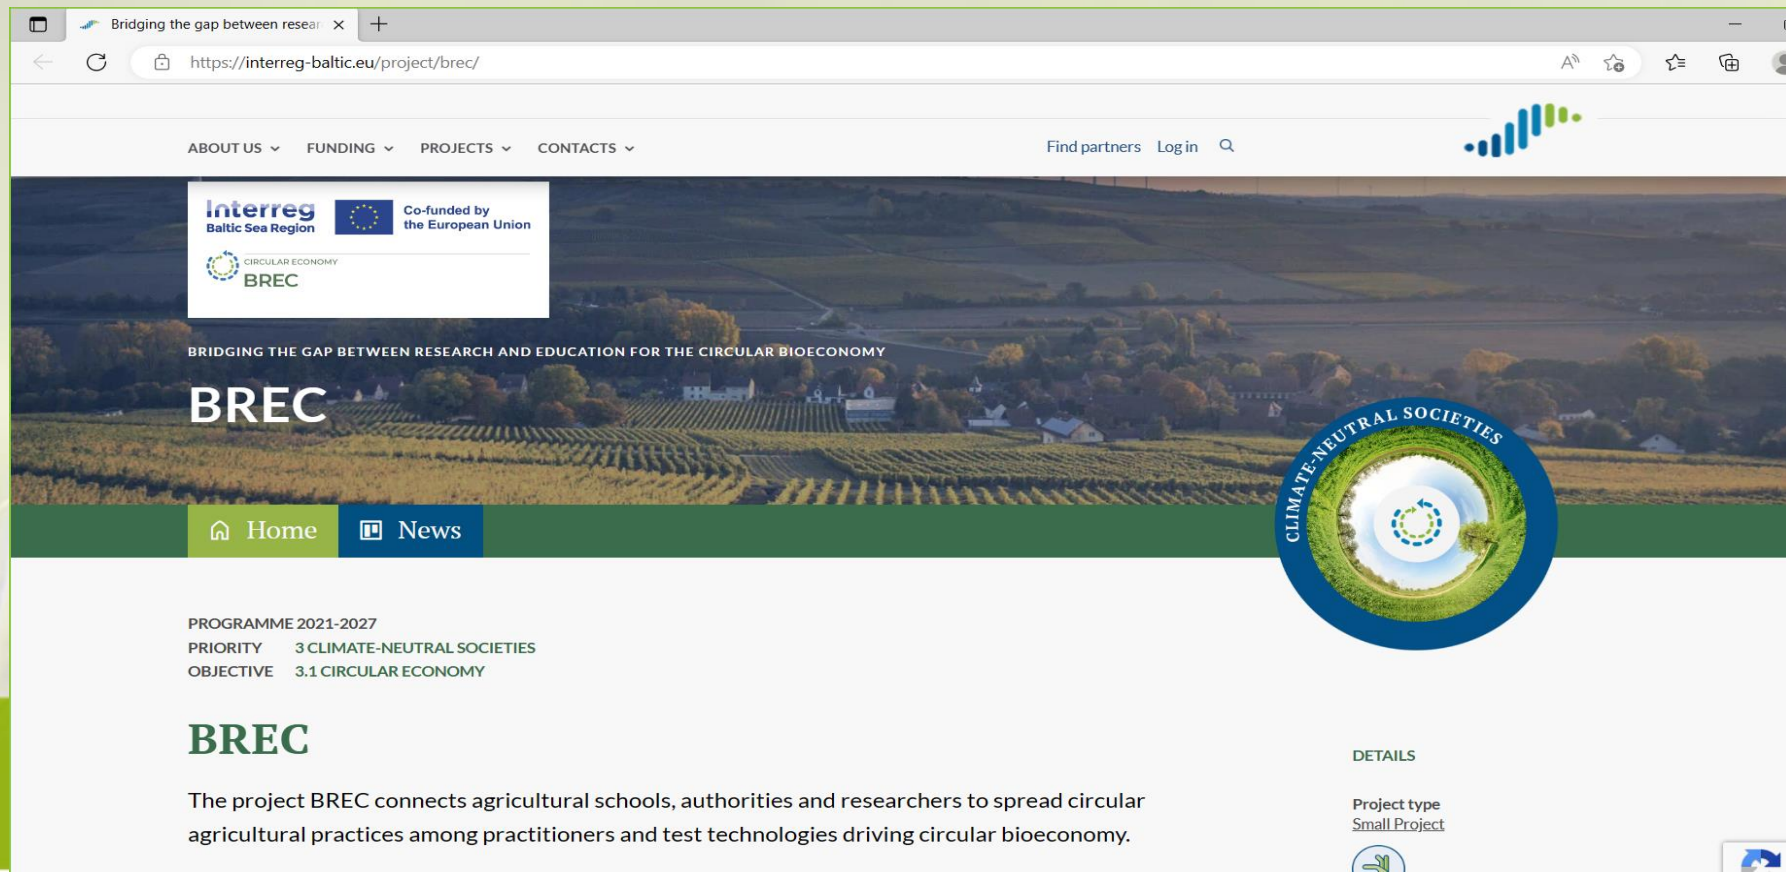 Bridging the gap between resear
https://interreg-baltic.eu/project/brec/
ABOUT US FUNDING PROJECTS CONTACTS Find partners Log in
Interreg
Baltic Sea Region
Co-funded by
the European Union
CIRCULAR ECONOMY
BREC
BRIDGING THE GAP BETWEEN RESEARCH AND EDUCATION FOR THE CIRCULAR BIOECONOMY
BREC
CLIMATE-NEUTRAL SOCIETIES
Home News
PROGRAMME 2021-2027
PRIORITY 3 CLIMATE-NEUTRAL SOCIETIES
OBJECTIVE 3.1 CIRCULAR ECONOMY
BREC
The project BREC connects agricultural schools, authorities and researchers to spread circular
agricultural practices among practitioners and test technologies driving circular bioeconomy.
DETAILS
Project type
Small Project